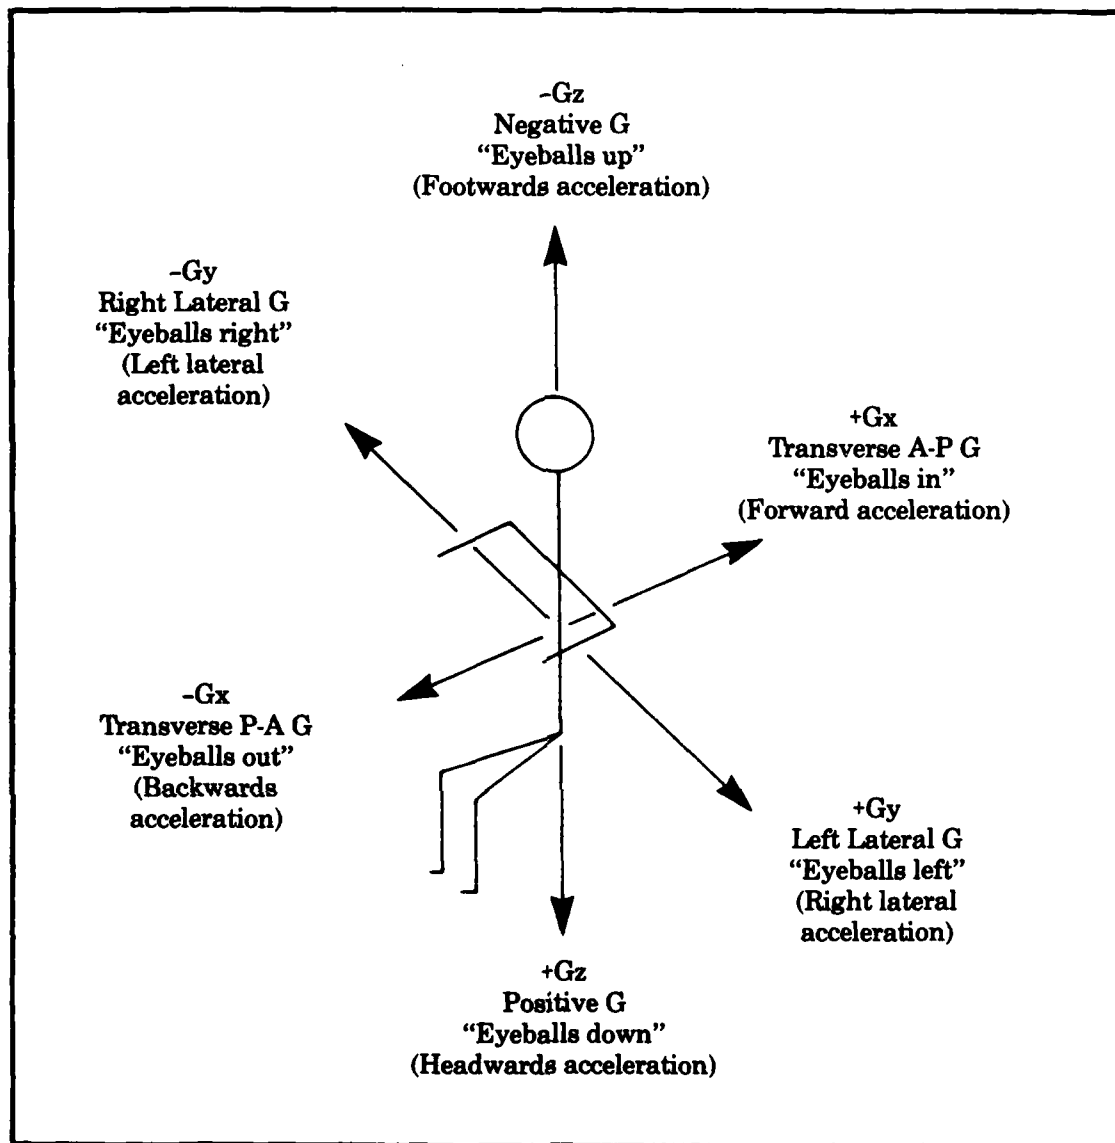 –Gz
Negative G
“Eyeballs up”
(Footwards acceleration)
–Gy
Right Lateral G
“Eyeballs right”
(Left lateral
acceleration)
+Gx
Transverse A-P G
“Eyeballs in”
(Forward acceleration)
–Gx
Transverse P-A G
“Eyeballs out”
(Backwards
acceleration)
+Gy
Left Lateral G
“Eyeballs left”
(Right lateral
acceleration)
+Gz
Positive G
“Eyeballs down”
(Headwards acceleration)